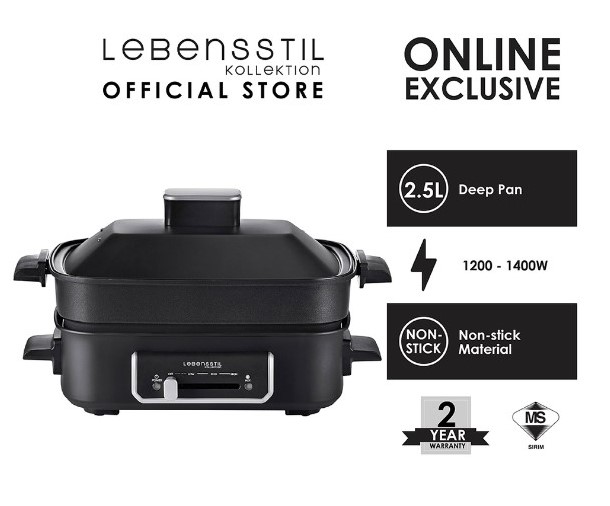 LEBENSSTIL
KOLLEKTION
OFFICIAL STORE
ONLINE
EXCLUSIVE
2.5L
Deep Pan
1200 - 1400W
NON-
STICK
Non-stick
Material
LEBENSSTIL
POWER
2
YEAR
WARRANTY
MS
SIRIM